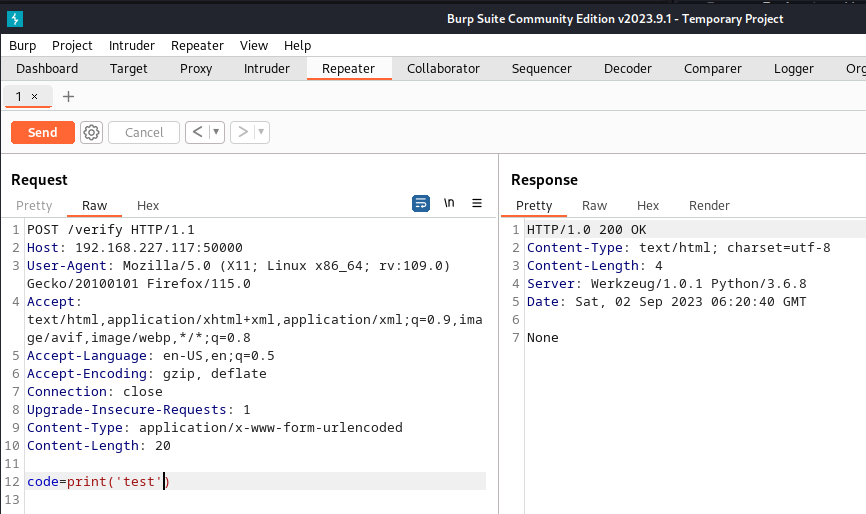 Burp Suite Community Edition v2023.9.1 - Temporary Project
Burp Project Intruder Repeater View Help
Dashboard Target Proxy Intruder Repeater Collaborator Sequencer Decoder Comparer Logger Org
1 × +
Send Cancel < ▼ > ▼
Request
Pretty Raw Hex \n
1 POST /verify HTTP/1.1
2 Host: 192.168.227.117:50000
3 User-Agent: Mozilla/5.0 (X11; Linux x86_64; rv:109.0)
Gecko/20100101 Firefox/115.0
4 Accept:
text/html,application/xhtml+xml,application/xml;q=0.9,ima
ge/avif,image/webp,*/*;q=0.8
5 Accept-Language: en-US,en;q=0.5
6 Accept-Encoding: gzip, deflate
7 Connection: close
8 Upgrade-Insecure-Requests: 1
9 Content-Type: application/x-www-form-urlencoded
10 Content-Length: 20
11
12 code=print('test')
13
Response
Pretty Raw Hex Render
1 HTTP/1.0 200 OK
2 Content-Type: text/html; charset=utf-8
3 Content-Length: 4
4 Server: Werkzeug/1.0.1 Python/3.6.8
5 Date: Sat, 02 Sep 2023 06:20:40 GMT
6
7 None